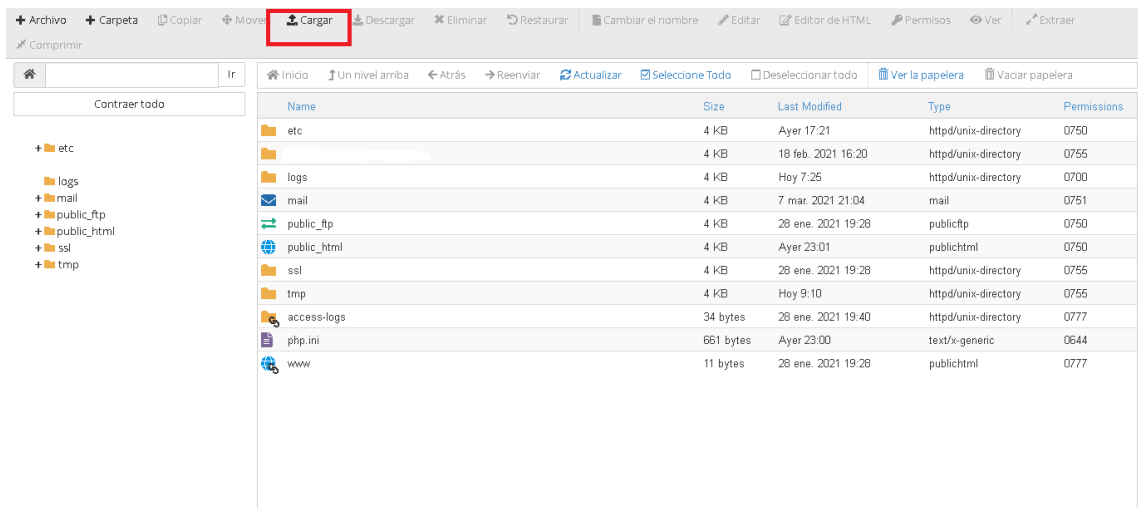 Archivo Carpeta Copiar Mover Cargar Descargar Eliminar Restaurar Cambiar el nombre Editar Editor de HTML Permisos Ver Extraer
Comprimir
Ir Inicio Un nivel arriba Atrás Reenviar Actualizar Seleccione Todo Deseleccionar todo Ver la papelera Vaciar papelera
Contraer todo
etc
logs
mail
public_ftp
public_html
ssl
tmp
Name Size Last Modified Type Permissions
etc 4 KB Ayer 17:21 httpd/unix-directory 0750
4 KB 18 feb. 2021 16:20 httpd/unix-directory 0755
logs 4 KB Hoy 7:25 httpd/unix-directory 0700
mail 4 KB 7 mar. 2021 21:04 mail 0751
public_ftp 4 KB 28 ene. 2021 19:28 publicftp 0750
public_html 4 KB Ayer 23:01 publichtml 0750
ssl 4 KB 28 ene. 2021 19:28 httpd/unix-directory 0755
tmp 4 KB Hoy 9:10 httpd/unix-directory 0755
access-logs 34 bytes 28 ene. 2021 19:40 httpd/unix-directory 0777
php.ini 661 bytes Ayer 23:00 text/x-generic 0644
www 11 bytes 28 ene. 2021 19:28 publichtml 0777